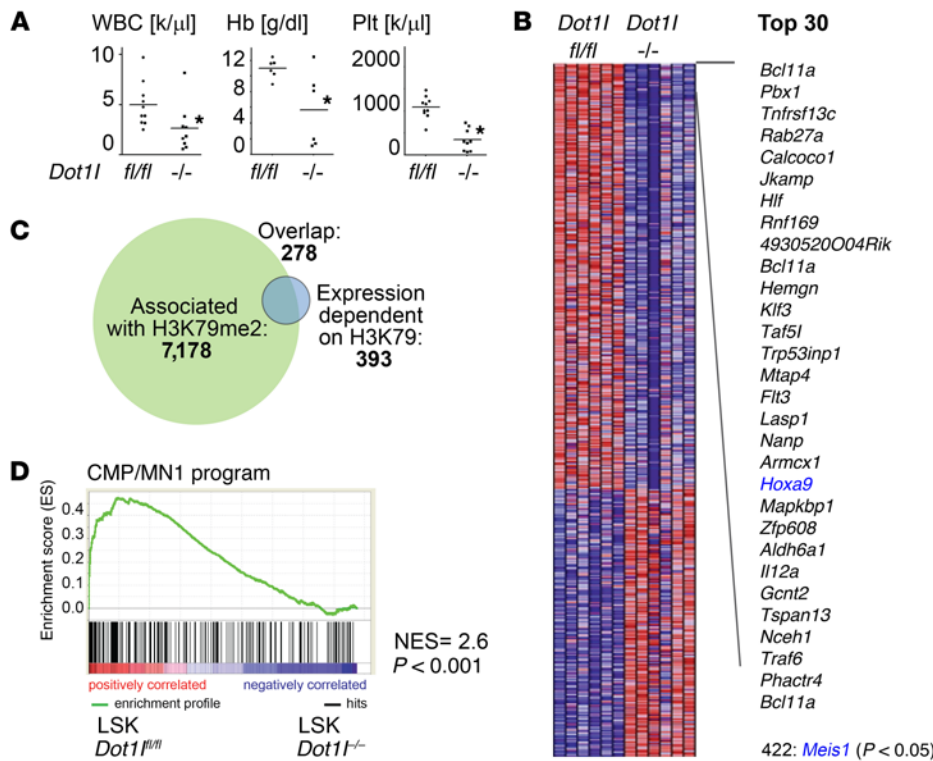 A
WBC [k/µl]
Hb [g/dl]
Plt [k/µl]
10
5
0
12
8
4
0
2000
1000
0
Dot1l
fl/fl
-/-
*
fl/fl
-/-
*
fl/fl
-/-
*
B
Dot1l
fl/fl
Dot1l
-/-
Top 30
Bcl11a
Pbx1
Tnfrsf13c
Rab27a
Calcoco1
Jkamp
Hlf
Rnf169
4930520O04Rik
Bcl11a
Hemgn
Klf3
Taf5l
Trp53inp1
Mtap4
Flt3
Lasp1
Nanp
Armcx1
Hoxa9
Mapkbp1
Zfp608
Aldh6a1
Il12a
Gcnt2
Tspan13
Nceh1
Traf6
Phactr4
Bcl11a
422: Meis1 (P < 0.05)
C
Overlap:
278
Associated
with H3K79me2:
7,178
Expression
dependent
on H3K79:
393
D
CMP/MN1 program
Enrichment score (ES)
0.4
0.3
0.2
0.1
0.0
NES= 2.6
P < 0.001
positively correlated
negatively correlated
enrichment profile
hits
LSK
Dot1l fl/fl
LSK
Dot1l –/–